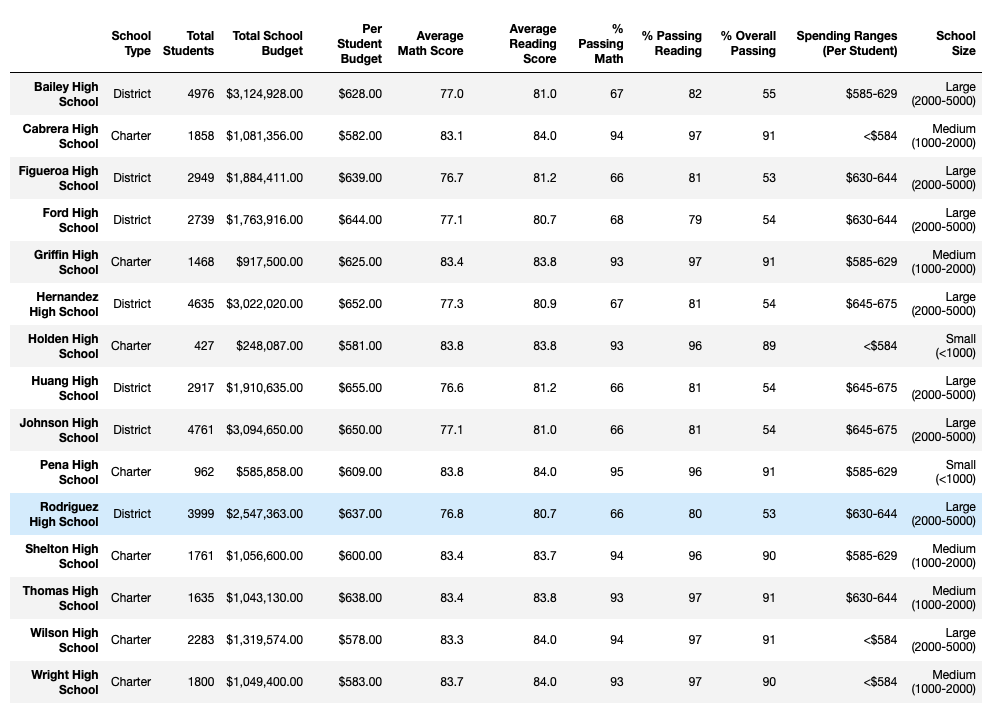 School Type Total Students Total School Budget Per Student Budget Average Math Score Average Reading Score % Passing Math % Passing Reading % Overall Passing Spending Ranges (Per Student) School Size
Bailey High School District 4976 $3,124,928.00 $628.00 77.0 81.0 67 82 55 $585-629 Large (2000-5000)
Cabrera High School Charter 1858 $1,081,356.00 $582.00 83.1 84.0 94 97 91 <$584 Medium (1000-2000)
Figueroa High School District 2949 $1,884,411.00 $639.00 76.7 81.2 66 81 53 $630-644 Large (2000-5000)
Ford High School District 2739 $1,763,916.00 $644.00 77.1 80.7 68 79 54 $630-644 Large (2000-5000)
Griffin High School Charter 1468 $917,500.00 $625.00 83.4 83.8 93 97 91 $585-629 Medium (1000-2000)
Hernandez High School District 4635 $3,022,020.00 $652.00 77.3 80.9 67 81 54 $645-675 Large (2000-5000)
Holden High School Charter 427 $248,087.00 $581.00 83.8 83.8 93 96 89 <$584 Small (<1000)
Huang High School District 2917 $1,910,635.00 $655.00 76.6 81.2 66 81 54 $645-675 Large (2000-5000)
Johnson High School District 4761 $3,094,650.00 $650.00 77.1 81.0 66 81 54 $645-675 Large (2000-5000)
Pena High School Charter 962 $585,858.00 $609.00 83.8 84.0 95 96 91 $585-629 Small (<1000)
Rodriguez High School District 3999 $2,547,363.00 $637.00 76.8 80.7 66 80 53 $630-644 Large (2000-5000)
Shelton High School Charter 1761 $1,056,600.00 $600.00 83.4 83.7 94 96 90 $585-629 Medium (1000-2000)
Thomas High School Charter 1635 $1,043,130.00 $638.00 83.4 83.8 93 97 91 $630-644 Medium (1000-2000)
Wilson High School Charter 2283 $1,319,574.00 $578.00 83.3 84.0 94 97 91 <$584 Large (2000-5000)
Wright High School Charter 1800 $1,049,400.00 $583.00 83.7 84.0 93 97 90 <$584 Medium (1000-2000)